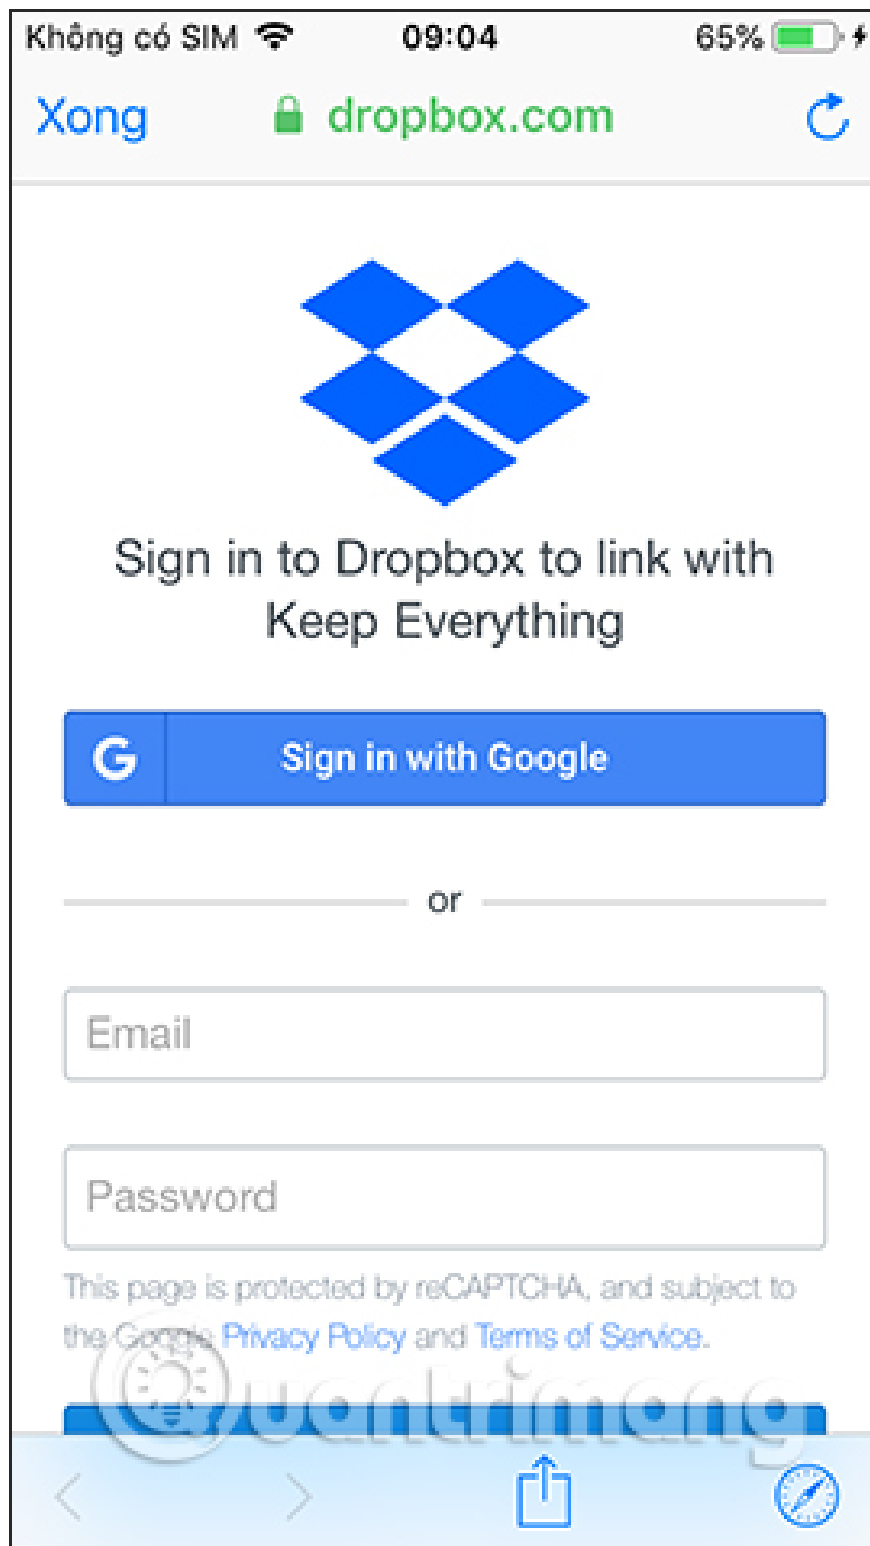 Không có SIM 09:04 65%
Xong dropbox.com
Sign in to Dropbox to link with
Keep Everything
G Sign in with Google
or
Email
Password
This page is protected by reCAPTCHA, and subject to
the Google Privacy Policy and Terms of Service.
Quantrimang